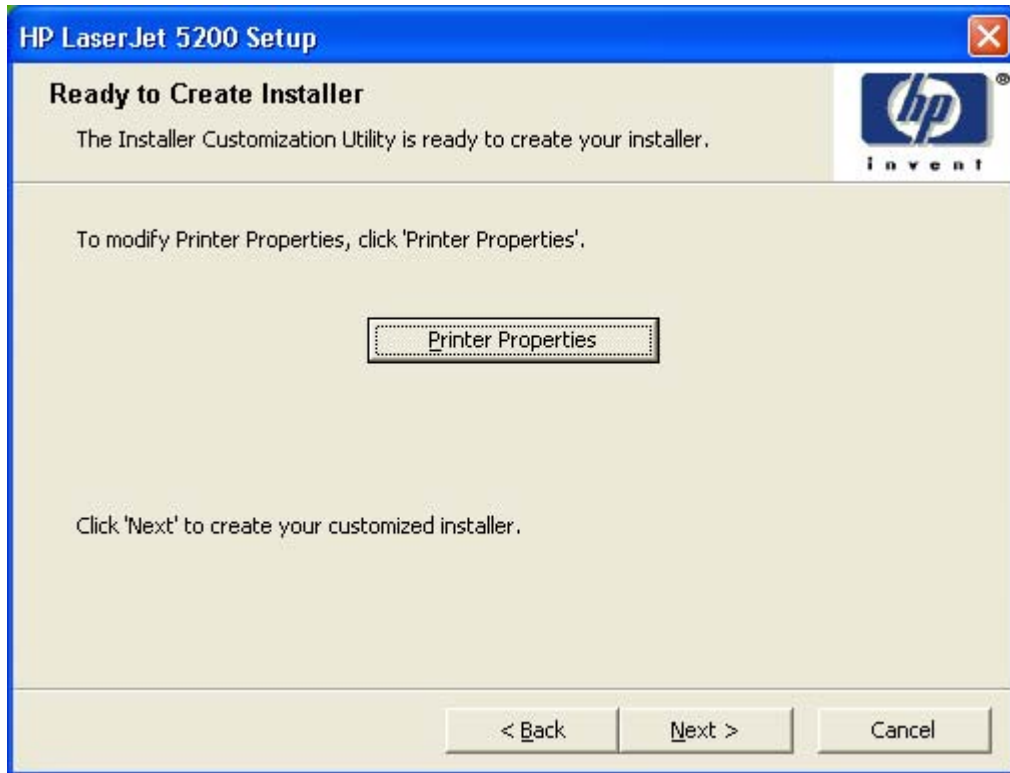 HP LaserJet 5200 Setup
Ready to Create Installer
The Installer Customization Utility is ready to create your installer.
hp
®
invent
To modify Printer Properties, click 'Printer Properties'.
Printer Properties
Click 'Next' to create your customized installer.
< Back
Next >
Cancel